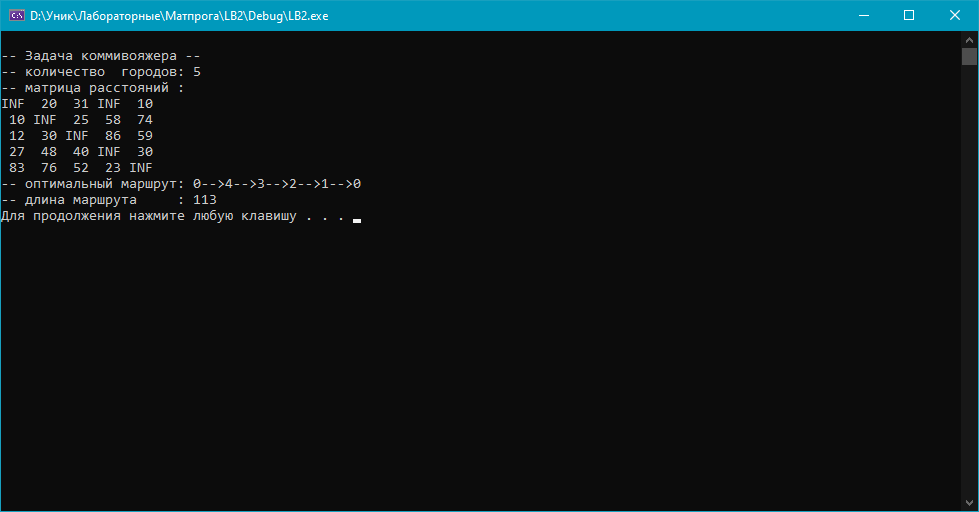 D:\Уник\Лабораторные\Матпрога\LB2\Debug\LB2.exe
-- Задача коммивояжера --
-- количество  городов: 5
-- матрица расстояний :
INF  20  31 INF  10
 10 INF  25  58  74
 12  30 INF  86  59
 27  48  40 INF  30
 83  76  52  23 INF
-- оптимальный маршрут: 0-->4-->3-->2-->1-->0
-- длина маршрута     : 113
Для продолжения нажмите любую клавишу . . .